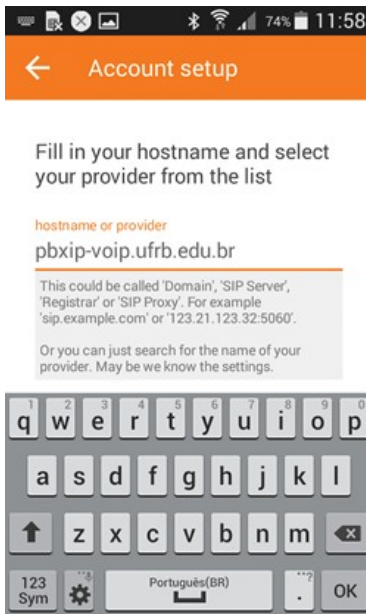 74% 11:58
Account setup
Fill in your hostname and select
your provider from the list
hostname or provider
pbxip-voip.ufrb.edu.br
This could be called 'Domain', 'SIP Server',
'Registrar' or 'SIP Proxy'. For example
'sip.example.com' or '123.21.123.32:5060'.
Or you can just search for the name of your
provider. May be we know the settings.
1 2 3 4 5 6 7 8 9 0
q w e r t y u i o p
a s d f g h j k l
z x c v b n m
123 Português(BR) . OK
Sym